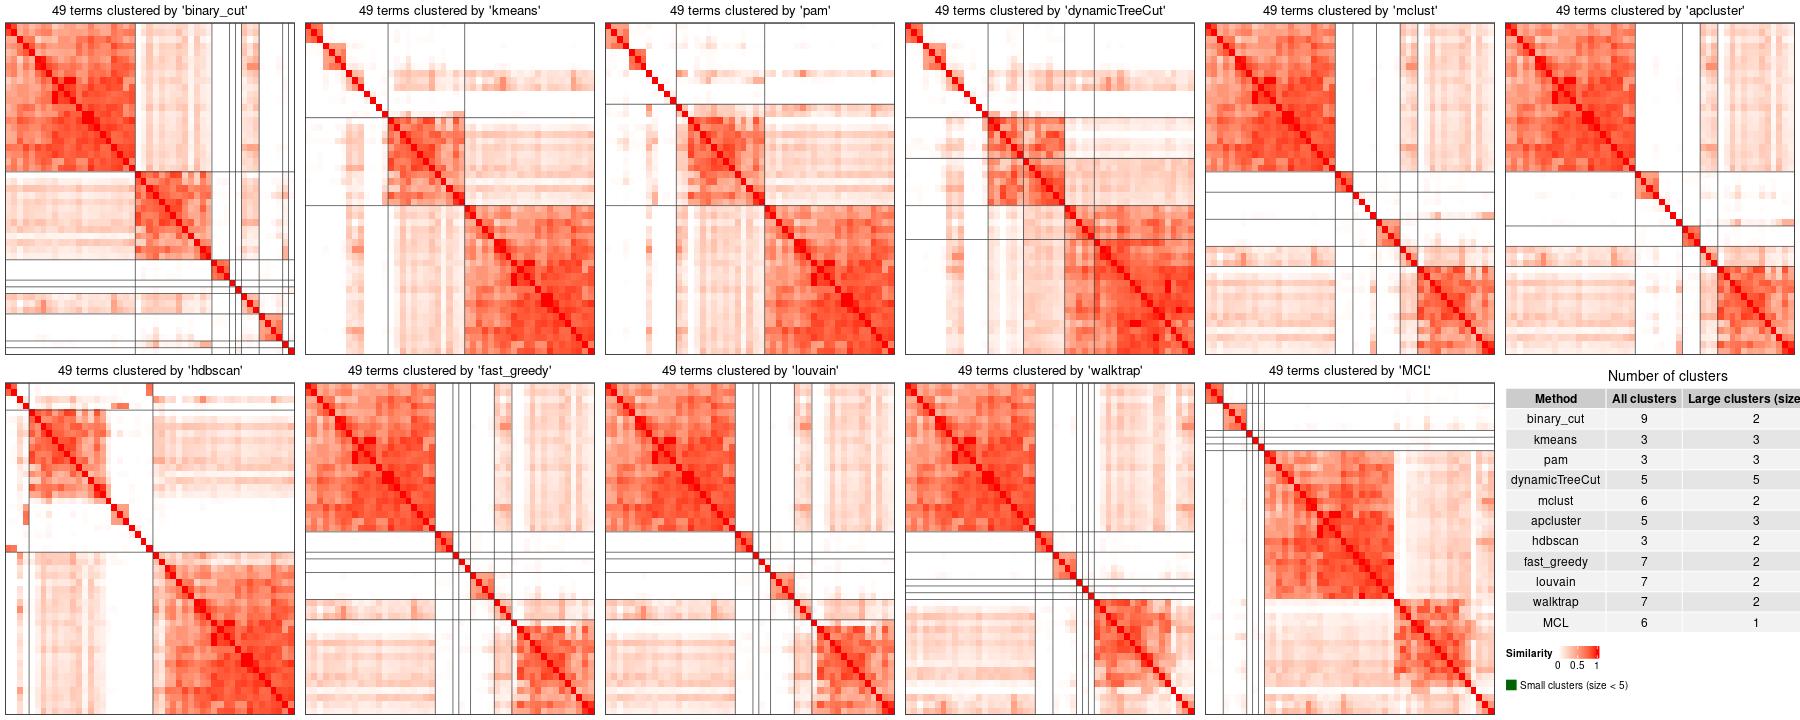 49 terms clustered by 'binary_cut'
49 terms clustered by 'kmeans'
49 terms clustered by 'pam'
49 terms clustered by 'dynamicTreeCut'
49 terms clustered by 'mclust'
49 terms clustered by 'apcluster'
49 terms clustered by 'hdbscan'
49 terms clustered by 'fast_greedy'
49 terms clustered by 'louvain'
49 terms clustered by 'walktrap'
49 terms clustered by 'MCL'
Number of clusters
Method All clusters Large clusters (size
binary_cut 9 2
kmeans 3 3
pam 3 3
dynamicTreeCut 5 5
mclust 6 2
apcluster 5 3
hdbscan 3 2
fast_greedy 7 2
louvain 7 2
walktrap 7 2
MCL 6 1
Similarity
0 0.5 1
Small clusters (size < 5)